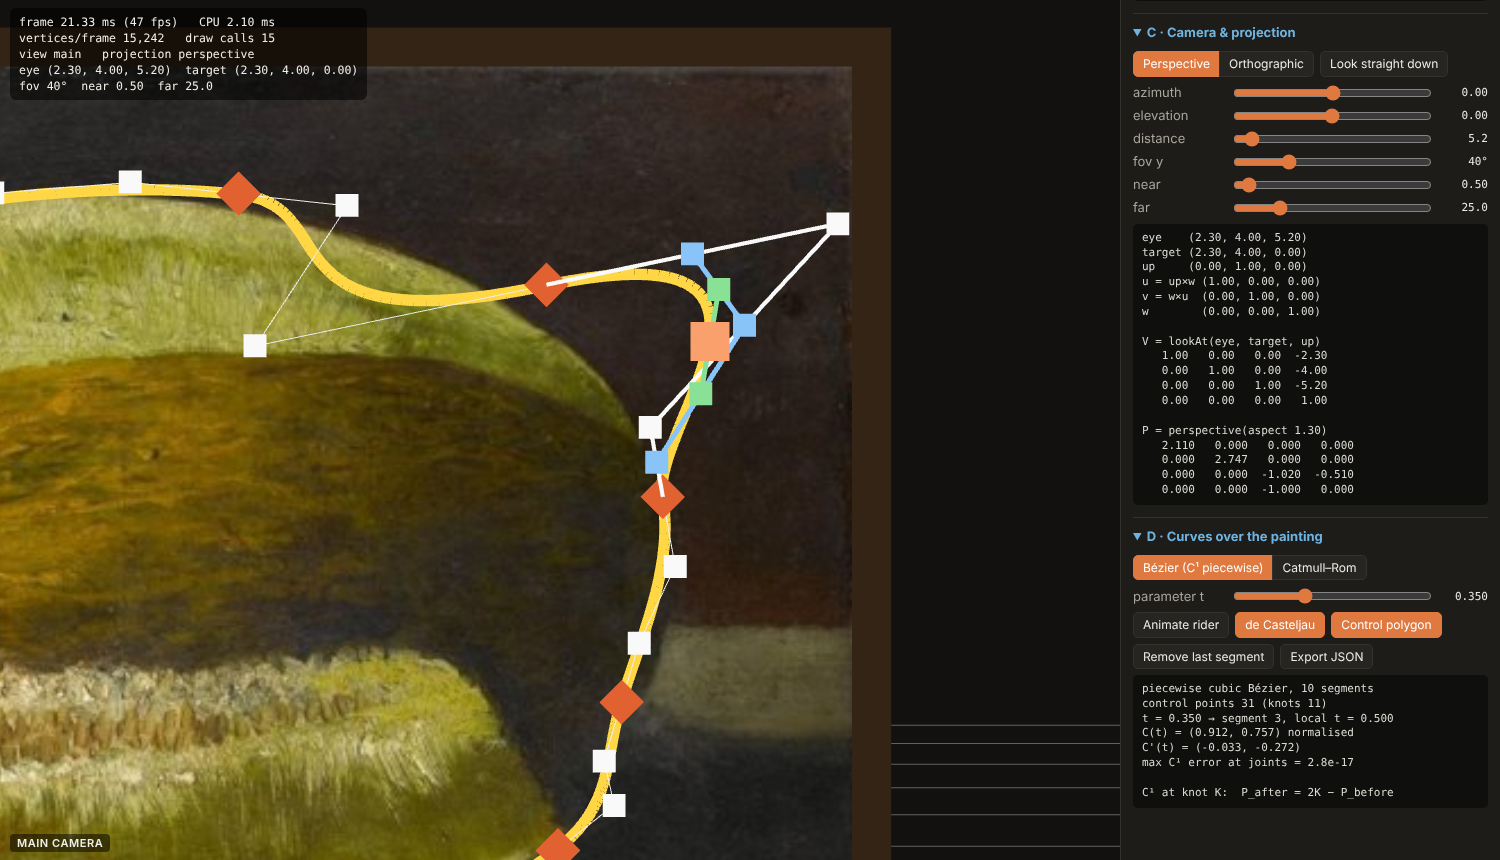 frame 21.33 ms (47 fps)   CPU 2.10 ms
vertices/frame 15,242   draw calls 15
view main   projection perspective
eye (2.30, 4.00, 5.20)  target (2.30, 4.00, 0.00)
fov 40°  near 0.50  far 25.0
MAIN CAMERA
▼ C · Camera & projection
Perspective Orthographic Look straight down
azimuth 0.00
elevation 0.00
distance 5.2
fov y 40°
near 0.50
far 25.0
eye    (2.30, 4.00, 5.20)
target (2.30, 4.00, 0.00)
up     (0.00, 1.00, 0.00)
u = up×w (1.00, 0.00, 0.00)
v = w×u  (0.00, 1.00, 0.00)
w        (0.00, 0.00, 1.00)
V = lookAt(eye, target, up)
1.00   0.00   0.00  -2.30
0.00   1.00   0.00  -4.00
0.00   0.00   1.00  -5.20
0.00   0.00   0.00   1.00
P = perspective(aspect 1.30)
2.110   0.000   0.000   0.000
0.000   2.747   0.000   0.000
0.000   0.000  -1.020  -0.510
0.000   0.000  -1.000   0.000
▼ D · Curves over the painting
Bézier (C¹ piecewise) Catmull–Rom
parameter t 0.350
Animate rider de Casteljau Control polygon
Remove last segment Export JSON
piecewise cubic Bézier, 10 segments
control points 31 (knots 11)
t = 0.350 → segment 3, local t = 0.500
C(t) = (0.912, 0.757) normalised
C'(t) = (-0.033, -0.272)
max C¹ error at joints = 2.8e-17
C¹ at knot K:  P_after = 2K − P_before